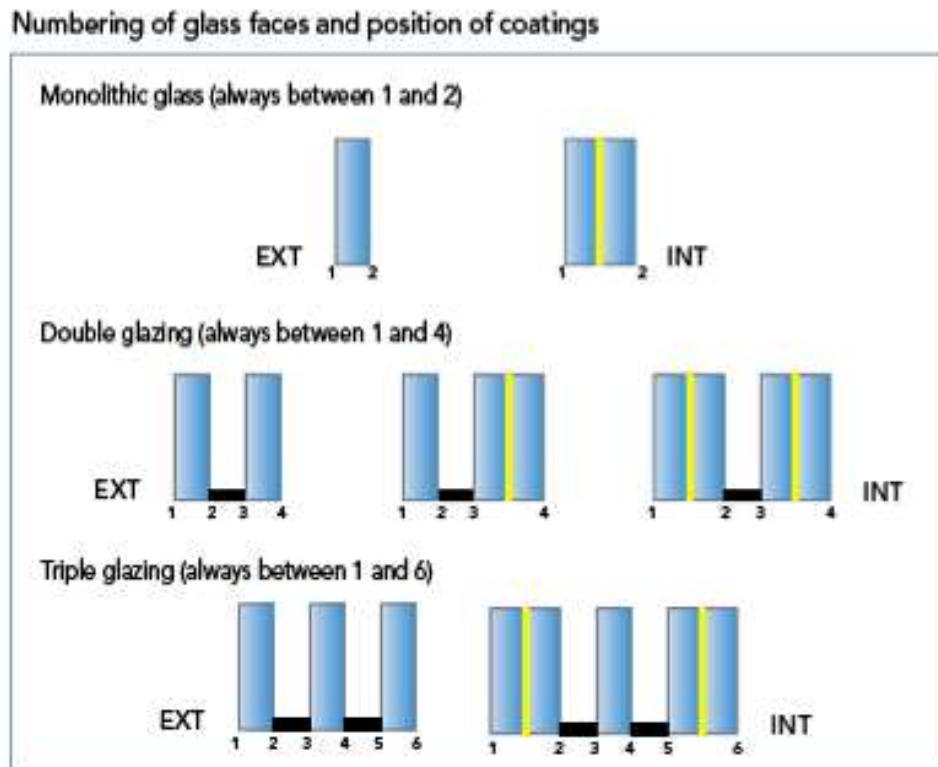 Numbering of glass faces and position of coatings
Monolithic glass (always between 1 and 2)
EXT 1 2 1 2 INT
Double glazing (always between 1 and 4)
EXT 1 2 3 4 1 2 3 4 1 2 3 4 INT
Triple glazing (always between 1 and 6)
EXT 1 2 3 4 5 6 1 2 3 4 5 6 INT